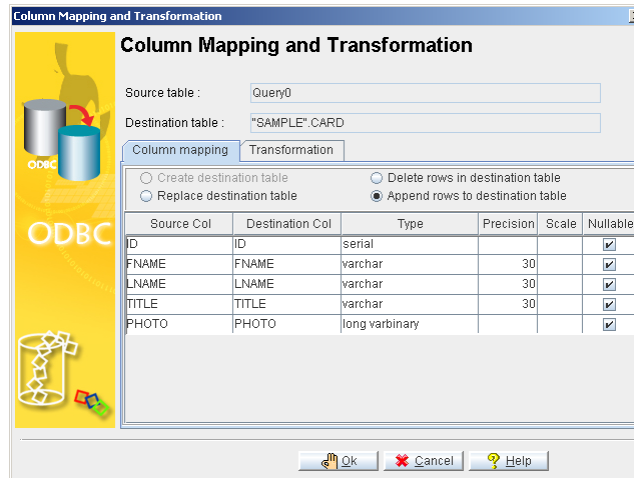 Column Mapping and Transformation
Column Mapping and Transformation
Source table : Query0
Destination table : "SAMPLE".CARD
Column mapping Transformation
Create destination table Delete rows in destination table
Replace destination table Append rows to destination table
Source Col Destination Col Type Precision Scale Nullable
ID ID serial
FNAME FNAME varchar 30
LNAME LNAME varchar 30
TITLE TITLE varchar 30
PHOTO PHOTO long varbinary
ODBC
ODBC
Ok Cancel Help